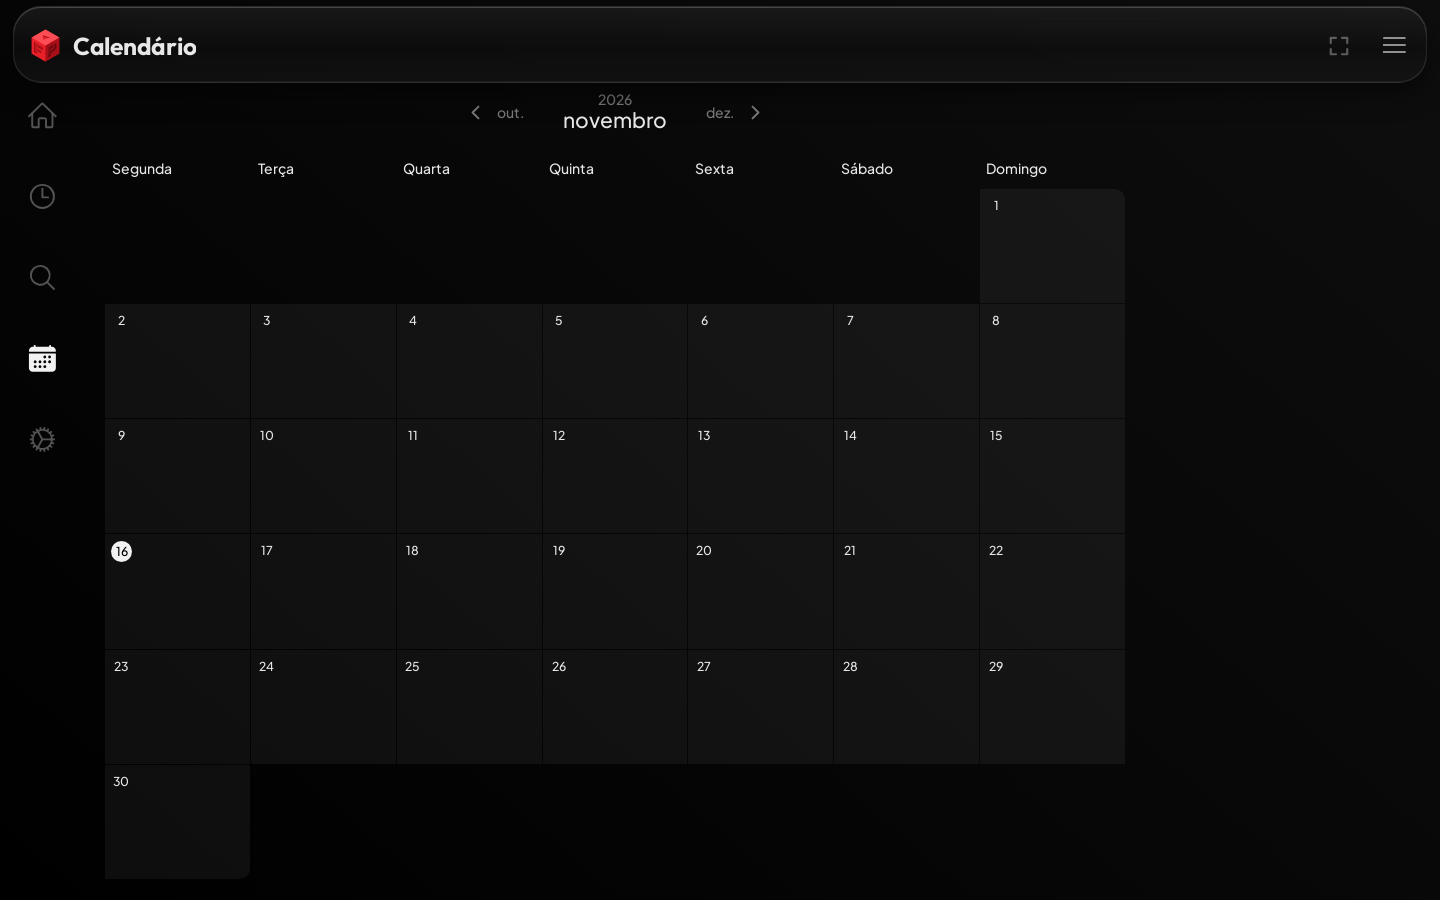 Calendário
out.
2026
novembro
dez.
Segunda Terça Quarta Quinta Sexta Sábado Domingo
1
2 3 4 5 6 7 8
9 10 11 12 13 14 15
16 17 18 19 20 21 22
23 24 25 26 27 28 29
30